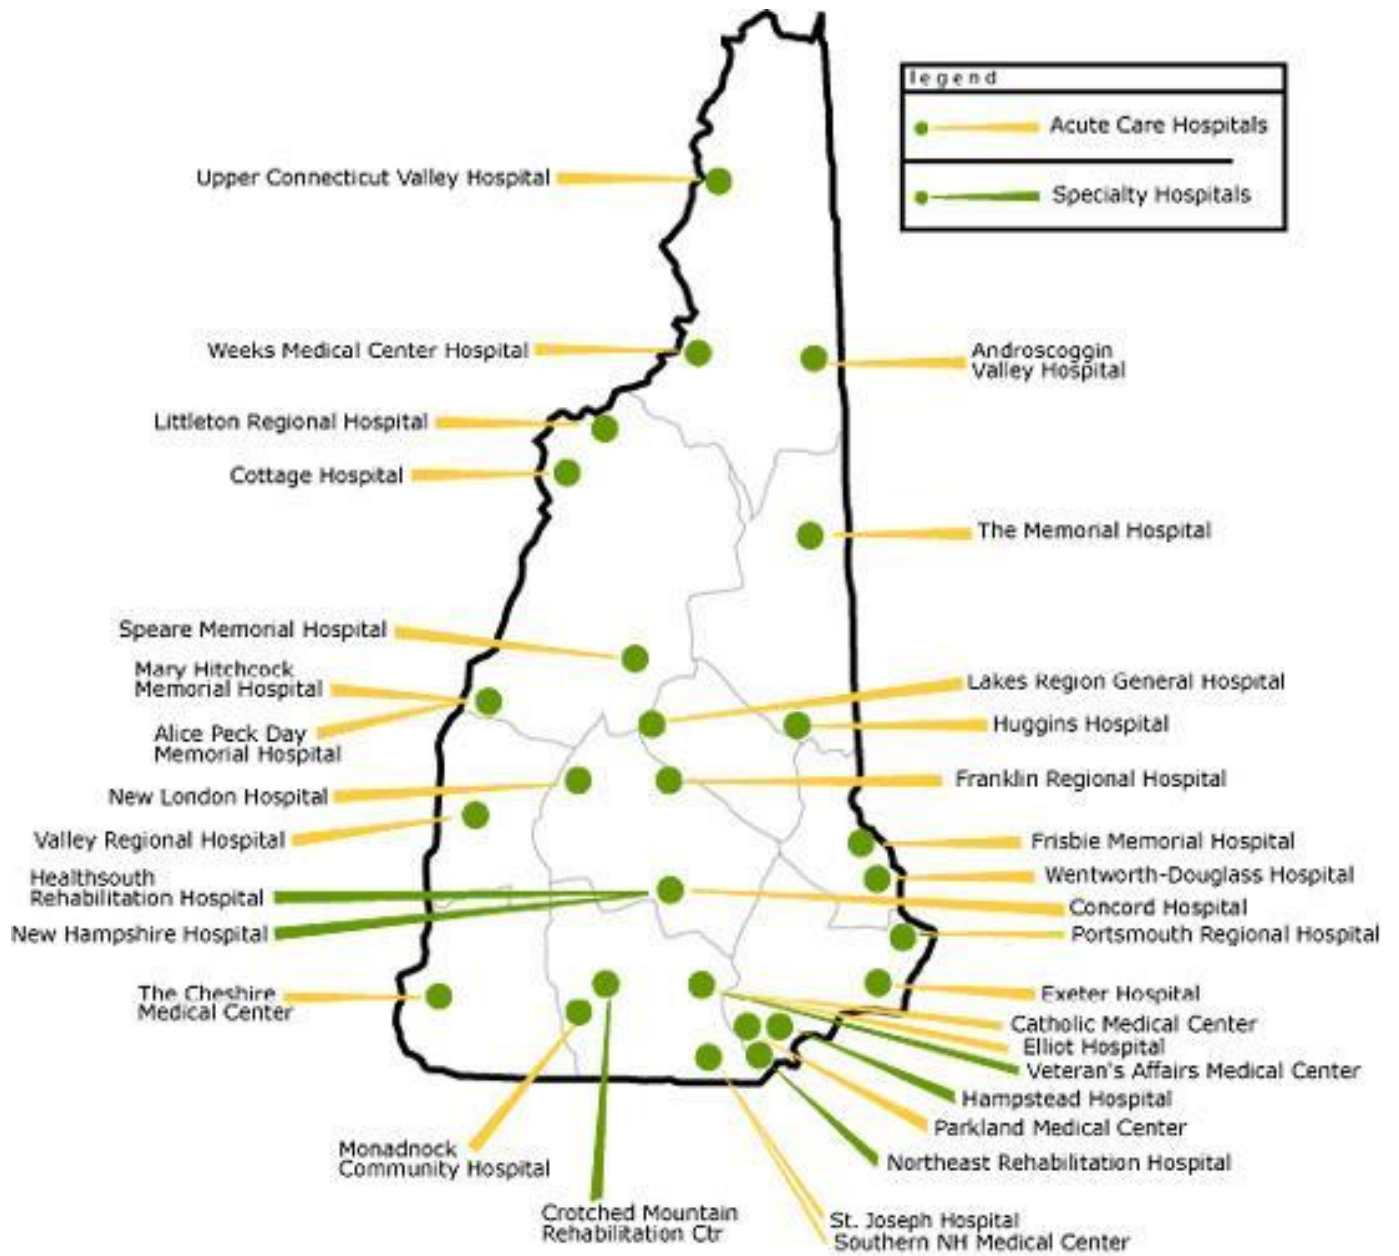 legend
Acute Care Hospitals
Specialty Hospitals
Upper Connecticut Valley Hospital
Weeks Medical Center Hospital
Androscoggin
Valley Hospital
Littleton Regional Hospital
Cottage Hospital
The Memorial Hospital
Speare Memorial Hospital
Mary Hitchcock
Memorial Hospital
Alice Peck Day
Memorial Hospital
Lakes Region General Hospital
Huggins Hospital
New London Hospital
Franklin Regional Hospital
Valley Regional Hospital
Frisbie Memorial Hospital
Healthsouth
Rehabilitation Hospital
Wentworth-Douglass Hospital
Concord Hospital
New Hampshire Hospital
Portsmouth Regional Hospital
The Cheshire
Medical Center
Exeter Hospital
Catholic Medical Center
Elliot Hospital
Veteran's Affairs Medical Center
Hampstead Hospital
Parkland Medical Center
Northeast Rehabilitation Hospital
Monadnock
Community Hospital
Crotched Mountain
Rehabilitation Ctr
St. Joseph Hospital
Southern NH Medical Center